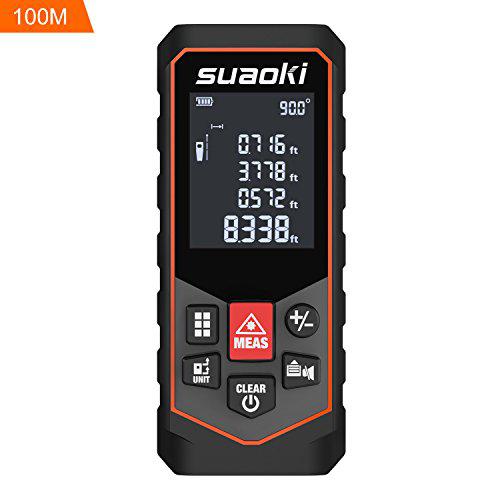 100M
suaoki
90.0°
0.716 ft
3.778 ft
0.572 ft
8.338 ft
MEAS
+/-
UNIT
CLEAR